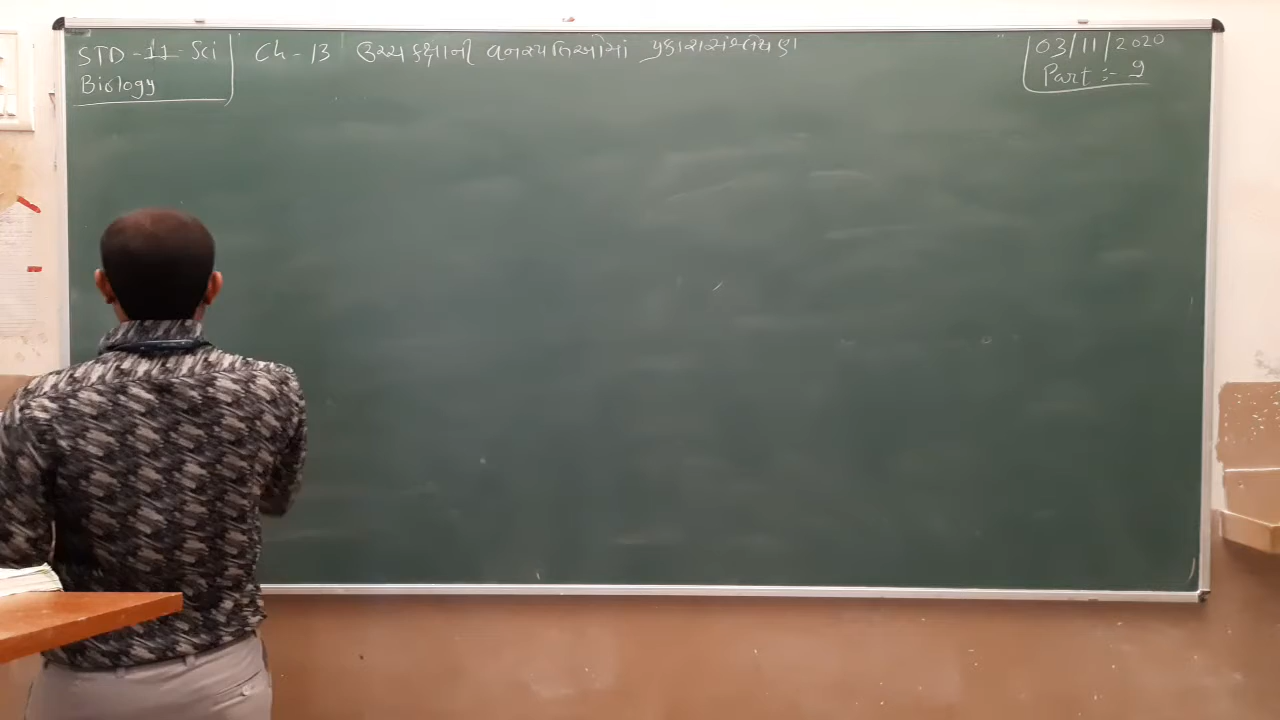 STD - 11 - Sci
Biology
Ch - 13 ઉચ્ચ કક્ષાની વનસ્પતિઓમાં પ્રકાશસંશ્લેષણ
03/11/2020
Part :- 9